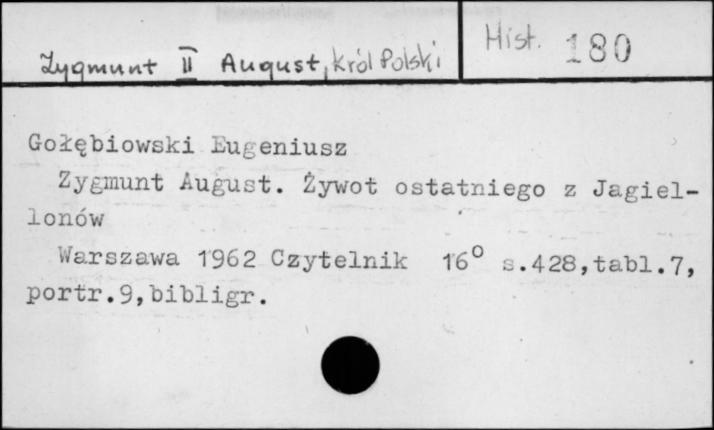 Zygmunt II August, król Polski
Hist. 180
Gołębiowski Eugeniusz
Zygmunt August. Żywot ostatniego z Jagiel-
lonów
Warszawa 1962 Czytelnik 16° s.428,tabl.7,
portr.9,bibligr.